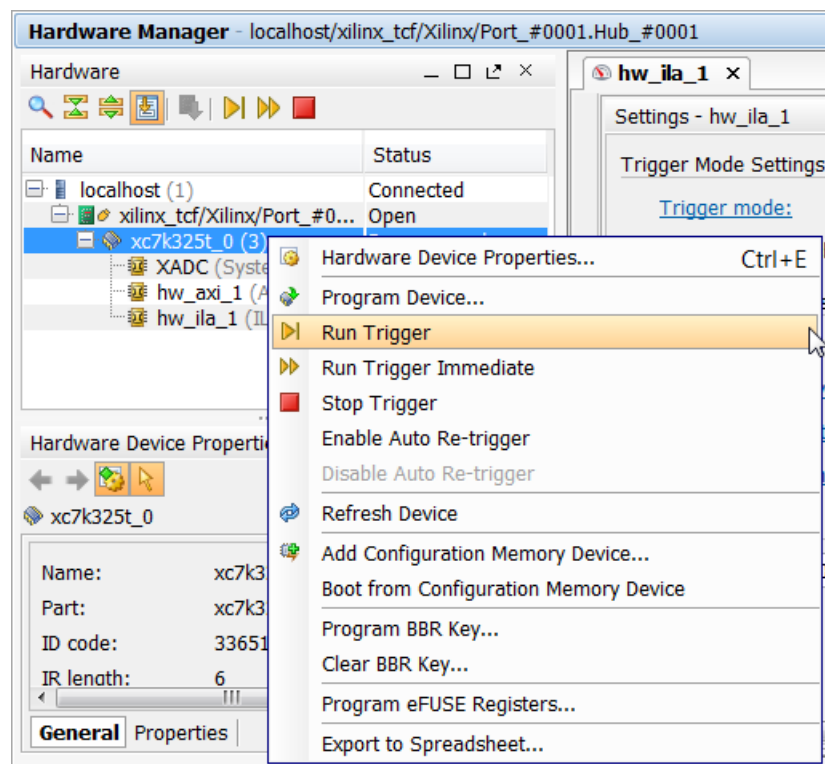 Hardware Manager - localhost/xilinx_tcf/Xilinx/Port_#0001.Hub_#0001
Hardware
hw_ila_1
Settings - hw_ila_1
Name Status
Trigger Mode Settings
localhost (1) Connected
Trigger mode:
xilinx_tcf/Xilinx/Port_#0... Open
xc7k325t_0 (3)
XADC (Syste
hw_axi_1 (A
hw_ila_1 (IL
Hardware Device Properties... Ctrl+E
Program Device...
Run Trigger
Run Trigger Immediate
Stop Trigger
Enable Auto Re-trigger
Disable Auto Re-trigger
Refresh Device
Add Configuration Memory Device...
Boot from Configuration Memory Device
Program BBR Key...
Clear BBR Key...
Program eFUSE Registers...
Export to Spreadsheet...
Hardware Device Properti
xc7k325t_0
Name: xc7k3
Part: xc7k3
ID code: 33651
IR length: 6
General Properties